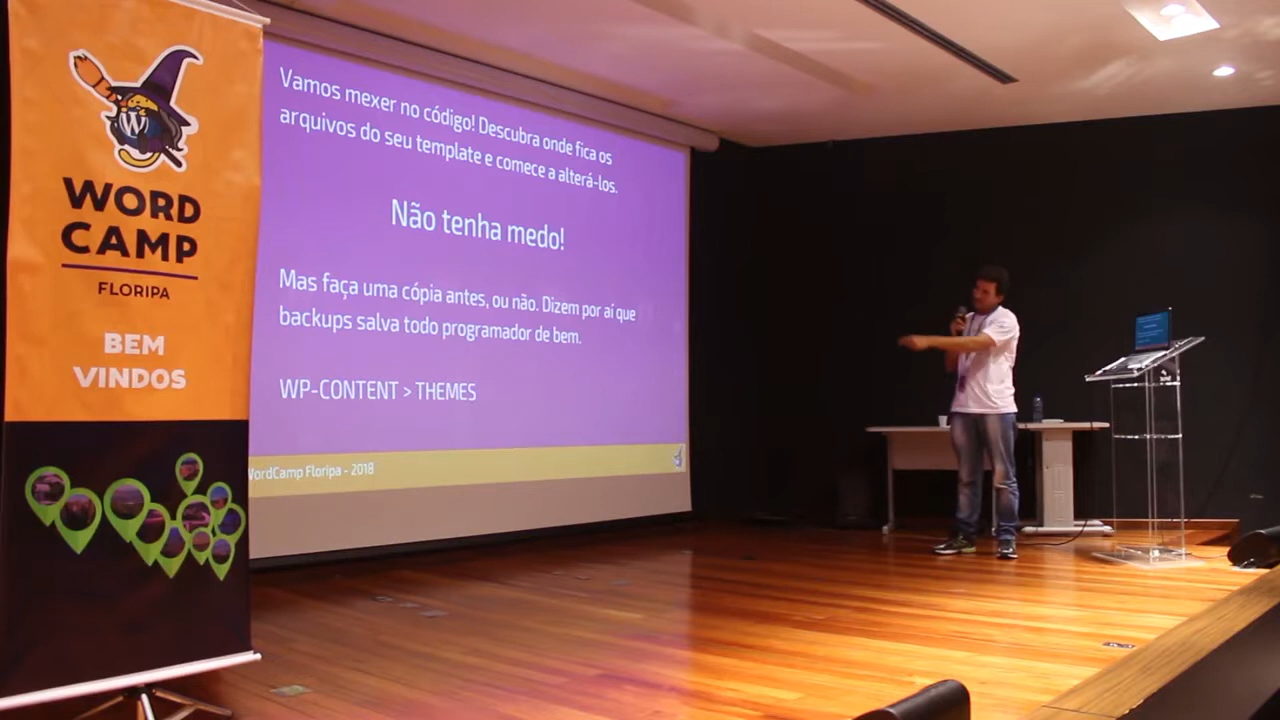 WORD
CAMP
FLORIPA
BEM
VINDOS
Vamos mexer no código! Descubra onde fica os
arquivos do seu template e comece a alterá-los.
Não tenha medo!
Mas faça uma cópia antes, ou não. Dizem por aí que
backups salva todo programador de bem.
WP-CONTENT > THEMES
WordCamp Floripa - 2018